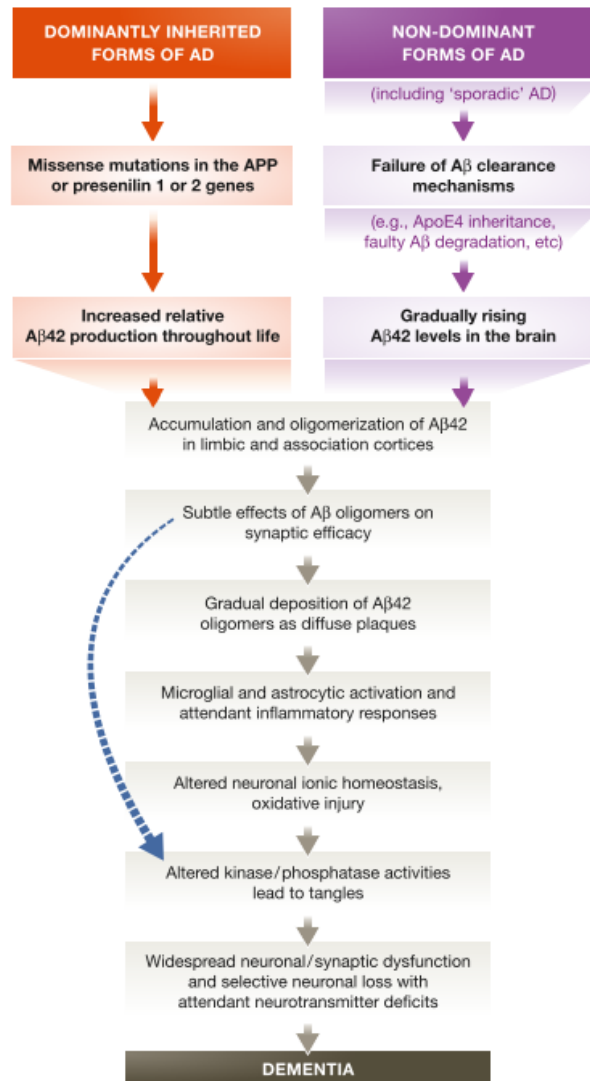 DOMINANTLY INHERITED
FORMS OF AD
NON-DOMINANT
FORMS OF AD
(including ‘sporadic’ AD)
Missense mutations in the APP
or presenilin 1 or 2 genes
Failure of Aβ clearance
mechanisms
(e.g., ApoE4 inheritance,
faulty Aβ degradation, etc)
Increased relative
Aβ42 production throughout life
Gradually rising
Aβ42 levels in the brain
Accumulation and oligomerization of Aβ42
in limbic and association cortices
Subtle effects of Aβ oligomers on
synaptic efficacy
Gradual deposition of Aβ42
oligomers as diffuse plaques
Microglial and astrocytic activation and
attendant inflammatory responses
Altered neuronal ionic homeostasis,
oxidative injury
Altered kinase/phosphatase activities
lead to tangles
Widespread neuronal/synaptic dysfunction
and selective neuronal loss with
attendant neurotransmitter deficits
DEMENTIA